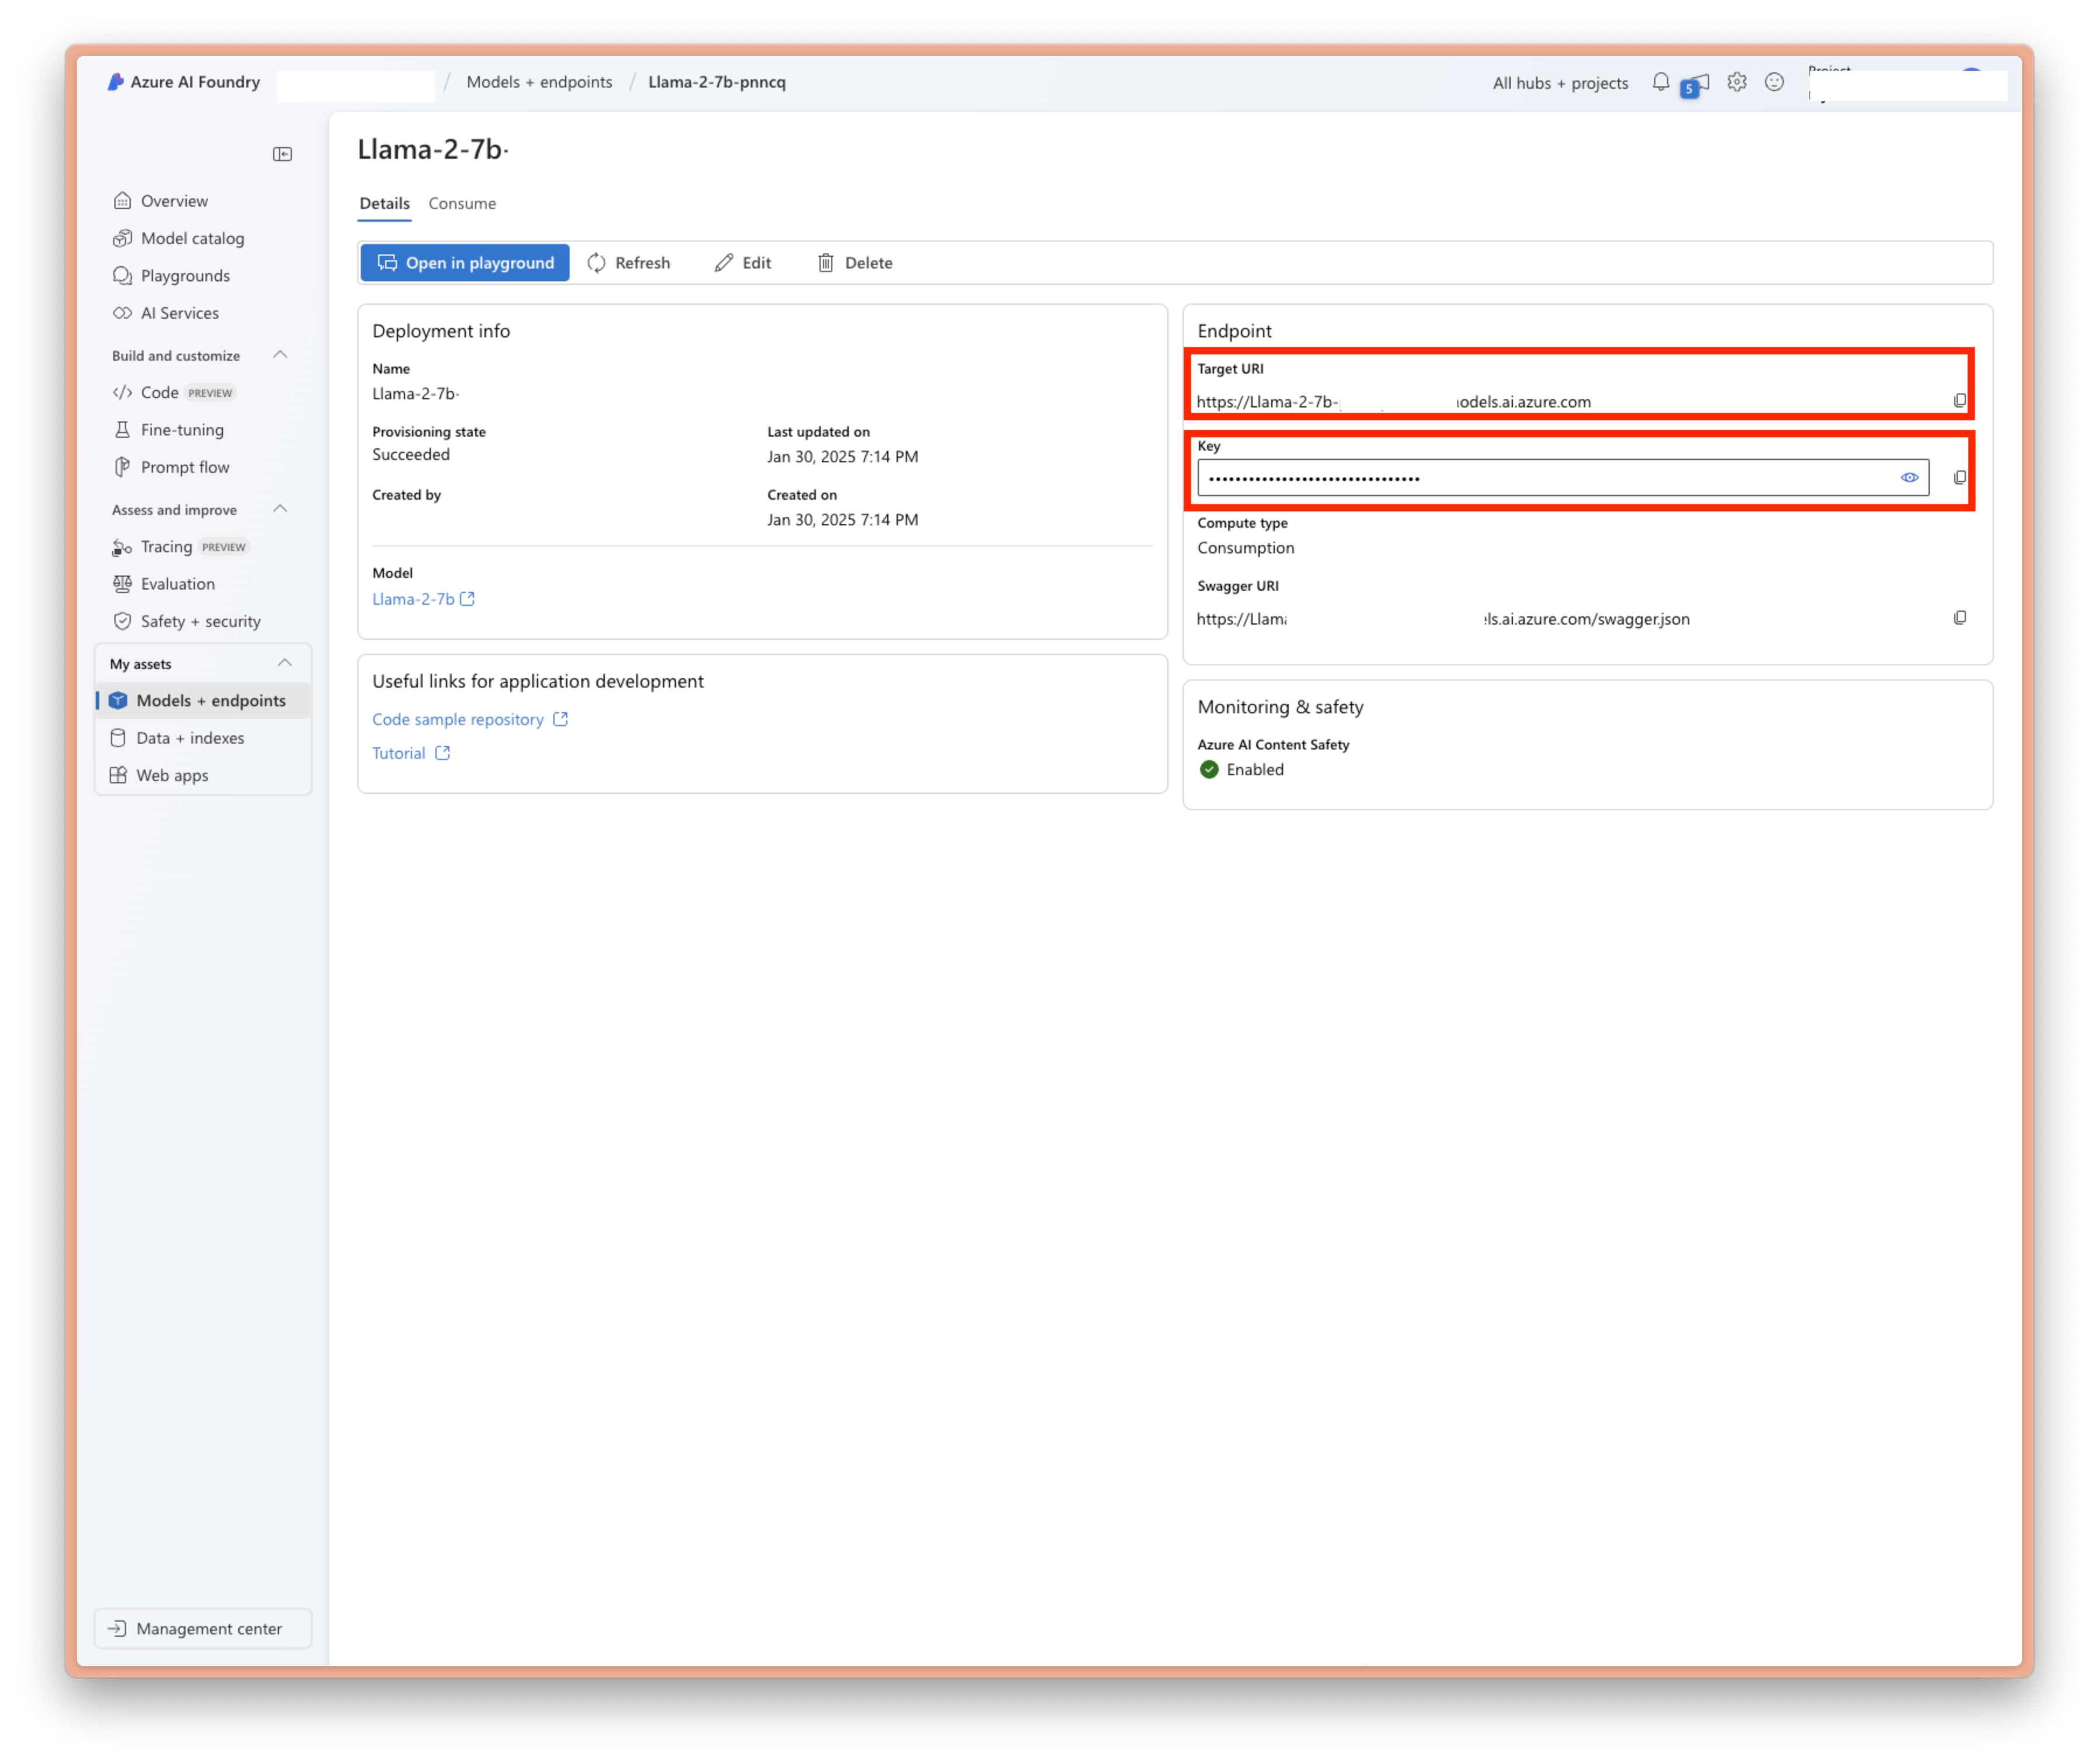 Azure AI Foundry / Models + endpoints / Llama-2-7b-pnncq
All hubs + projects 5
Llama-2-7b-
Details Consume
Open in playground Refresh Edit Delete
Overview
Model catalog
Playgrounds
AI Services
Build and customize
Code PREVIEW
Fine-tuning
Prompt flow
Assess and improve
Tracing PREVIEW
Evaluation
Safety + security
My assets
Models + endpoints
Data + indexes
Web apps
Management center
Deployment info
Name
Llama-2-7b-
Provisioning state
Succeeded
Last updated on
Jan 30, 2025 7:14 PM
Created by
Created on
Jan 30, 2025 7:14 PM
Model
Llama-2-7b
Useful links for application development
Code sample repository
Tutorial
Endpoint
Target URI
https://Llama-2-7b- odels.ai.azure.com
Key
••••••••••••••••••••••••••••••••
Compute type
Consumption
Swagger URI
https://Llama ls.ai.azure.com/swagger.json
Monitoring & safety
Azure AI Content Safety
Enabled